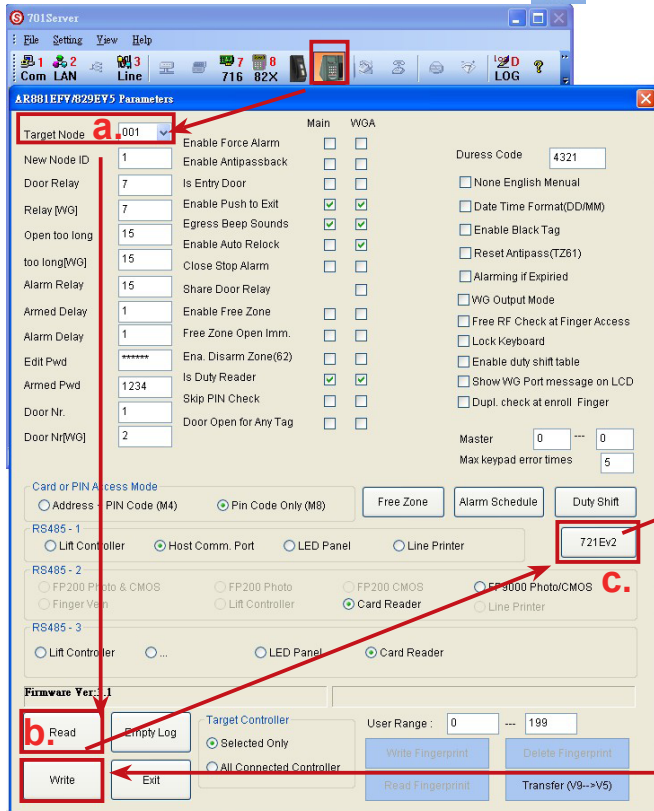 701Server
File Setting View Help
1 2 3 7 8 D
Com LAN Line 716 82X LOG ?
AR881EFV/829EV5 Parameters
Main WGA
a.
Target Node 001
New Node ID 1
Door Relay 7
Relay [WG] 7
Open too long 15
too long[WG] 15
Alarm Relay 15
Armed Delay 1
Alarm Delay 1
Edit Pwd ******
Armed Pwd 1234
Door Nr. 1
Door Nr[WG] 2
Enable Force Alarm
Enable Antipassback
Is Entry Door
Enable Push to Exit
Egress Beep Sounds
Enable Auto Relock
Close Stop Alarm
Share Door Relay
Enable Free Zone
Free Zone Open Imm.
Ena. Disarm Zone(62)
Is Duty Reader
Skip PIN Check
Door Open for Any Tag
Duress Code 4321
None English Menual
Date Time Format(DD/MM)
Enable Black Tag
Reset Antipass(TZ61)
Alarming if Expiried
WG Output Mode
Free RF Check at Finger Access
Lock Keyboard
Enable duty shift table
Show WG Port message on LCD
Dupl. check at enroll Finger
Master 0 --- 0
Max keypad error times 5
Card or PIN Access Mode
Address + PIN Code (M4) Pin Code Only (M8)
Free Zone Alarm Schedule Duty Shift
RS485 - 1
Lift Controller Host Comm. Port LED Panel Line Printer
721Ev2
c.
RS485 - 2
FP200 Photo & CMOS FP200 Photo FP200 CMOS FP9000 Photo/CMOS
Finger Vein Lift Controller Card Reader Line Printer
RS485 - 3
Lift Controller ... LED Panel Card Reader
Firmware Ver:1.1
b.
Read Empty Log
Write Exit
Target Controller
Selected Only
All Connected Controller
User Range : 0 --- 199
Write Fingerprint Delete Fingerprint
Read Fingerprinit Transfer (V9-->V5)